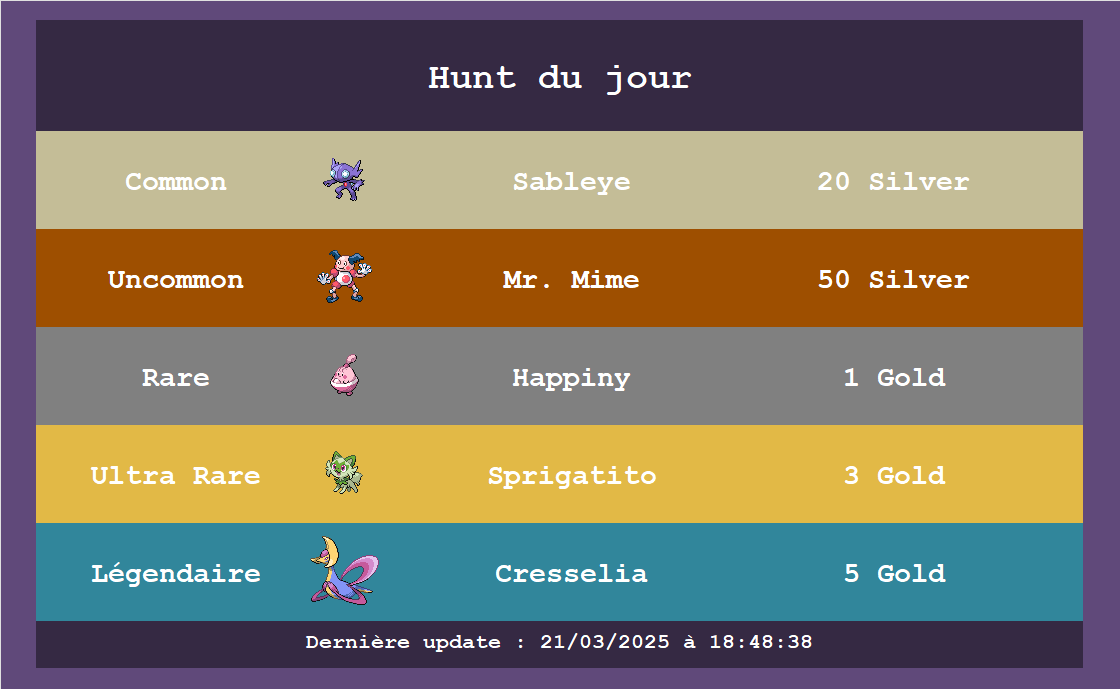 Hunt du jour
Common Sableye 20 Silver
Uncommon Mr. Mime 50 Silver
Rare Happiny 1 Gold
Ultra Rare Sprigatito 3 Gold
Légendaire Cresselia 5 Gold
Dernière update : 21/03/2025 à 18:48:38